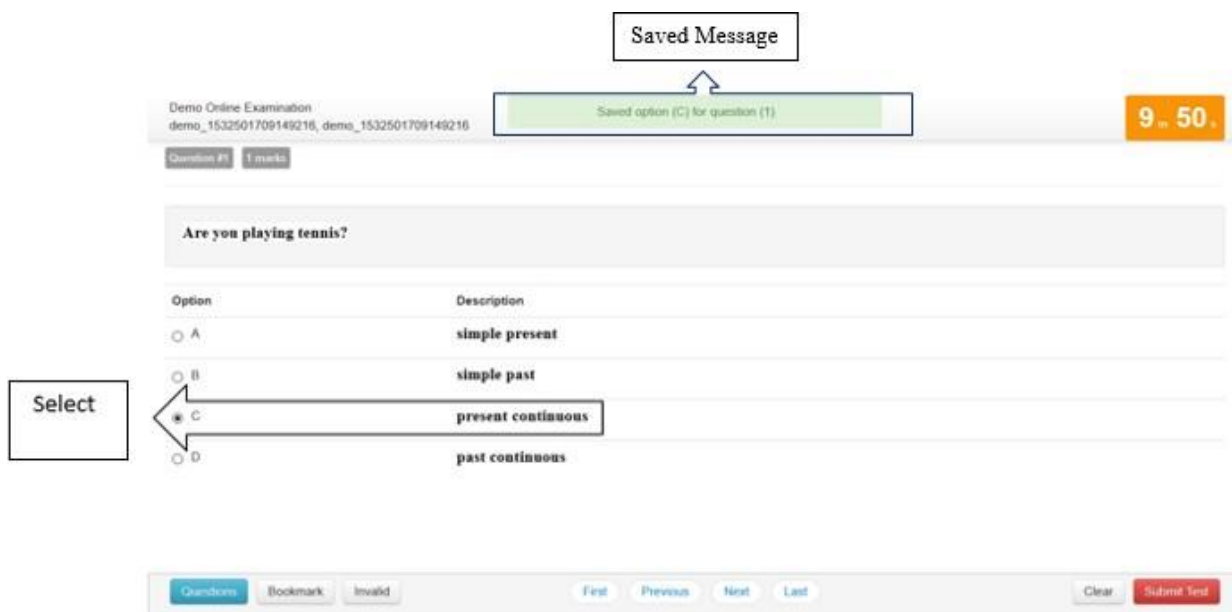 Saved Message
Demo Online Examination
demo_1532501709149216, demo_1532501709149216
Saved option (C) for question (1)
9 m 50 s
Question #1 1 marks
Are you playing tennis?
Option Description
A simple present
B simple past
Select
C present continuous
D past continuous
Questions Bookmark Invalid First Previous Next Last Clear Submit Test